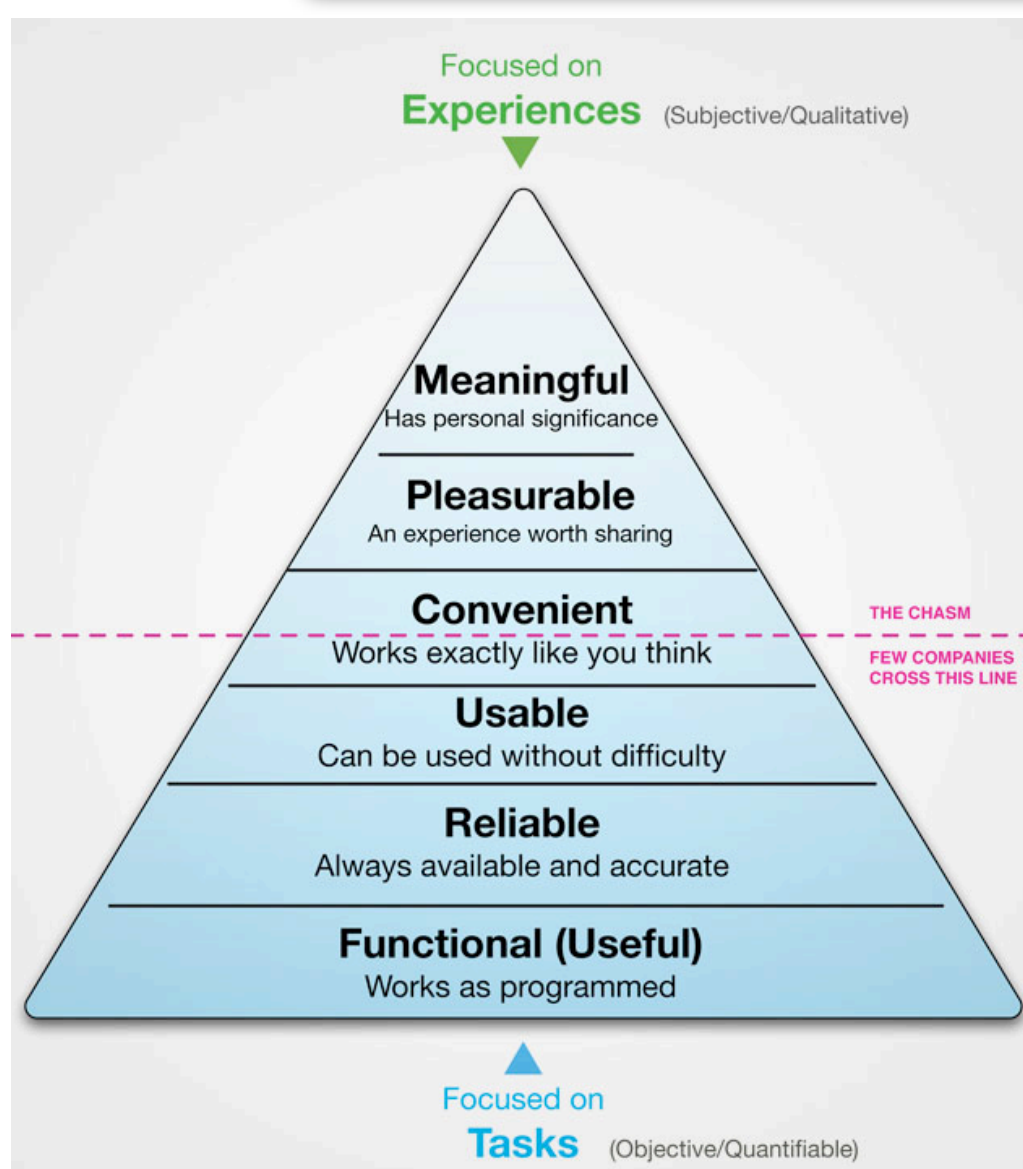 Focused on
Experiences (Subjective/Qualitative)
Meaningful
Has personal significance
Pleasurable
An experience worth sharing
Convenient
THE CHASM
Works exactly like you think
FEW COMPANIES
CROSS THIS LINE
Usable
Can be used without difficulty
Reliable
Always available and accurate
Functional (Useful)
Works as programmed
Focused on
Tasks (Objective/Quantifiable)